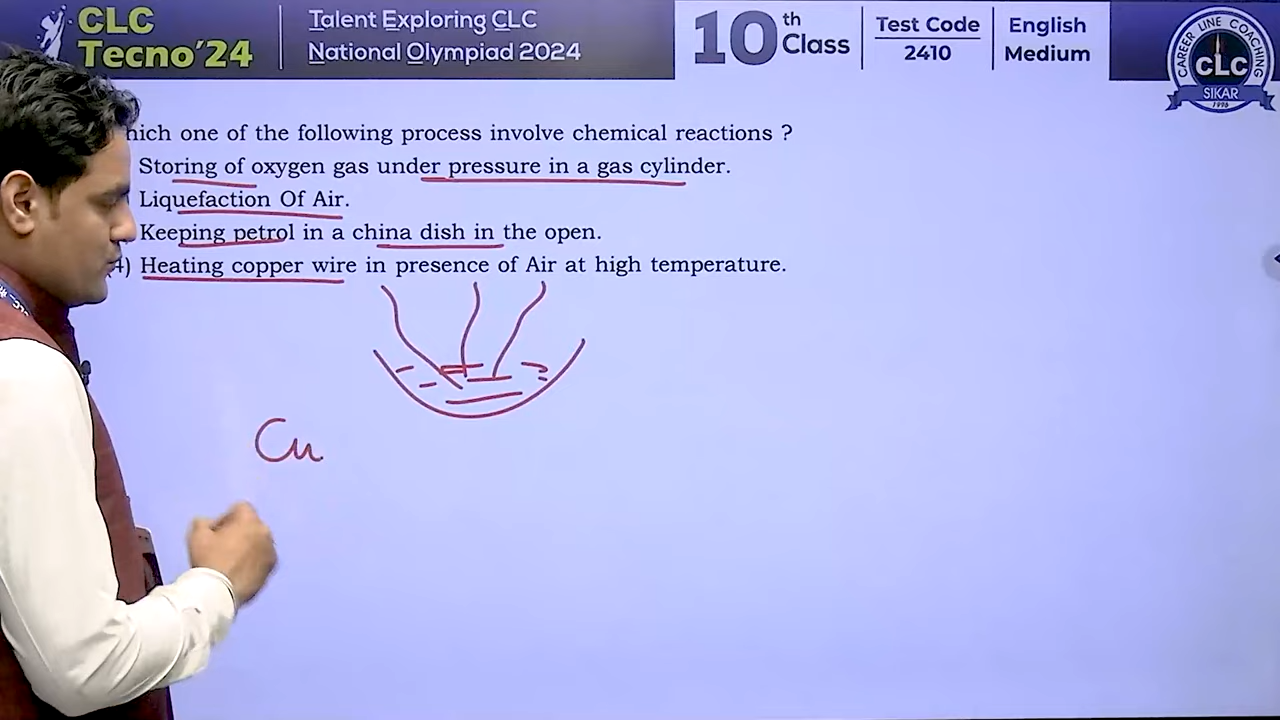 CLC
Tecno'24
Talent Exploring CLC
National Olympiad 2024
10th Class
Test Code
2410
English
Medium
CAREER LINE COACHING
CLC
SIKAR
1996
one of the following process involve chemical reactions ?
Storing of oxygen gas under pressure in a gas cylinder.
Liquefaction Of Air.
Keeping petrol in a china dish in the open.
4) Heating copper wire in presence of Air at high temperature.
Cu